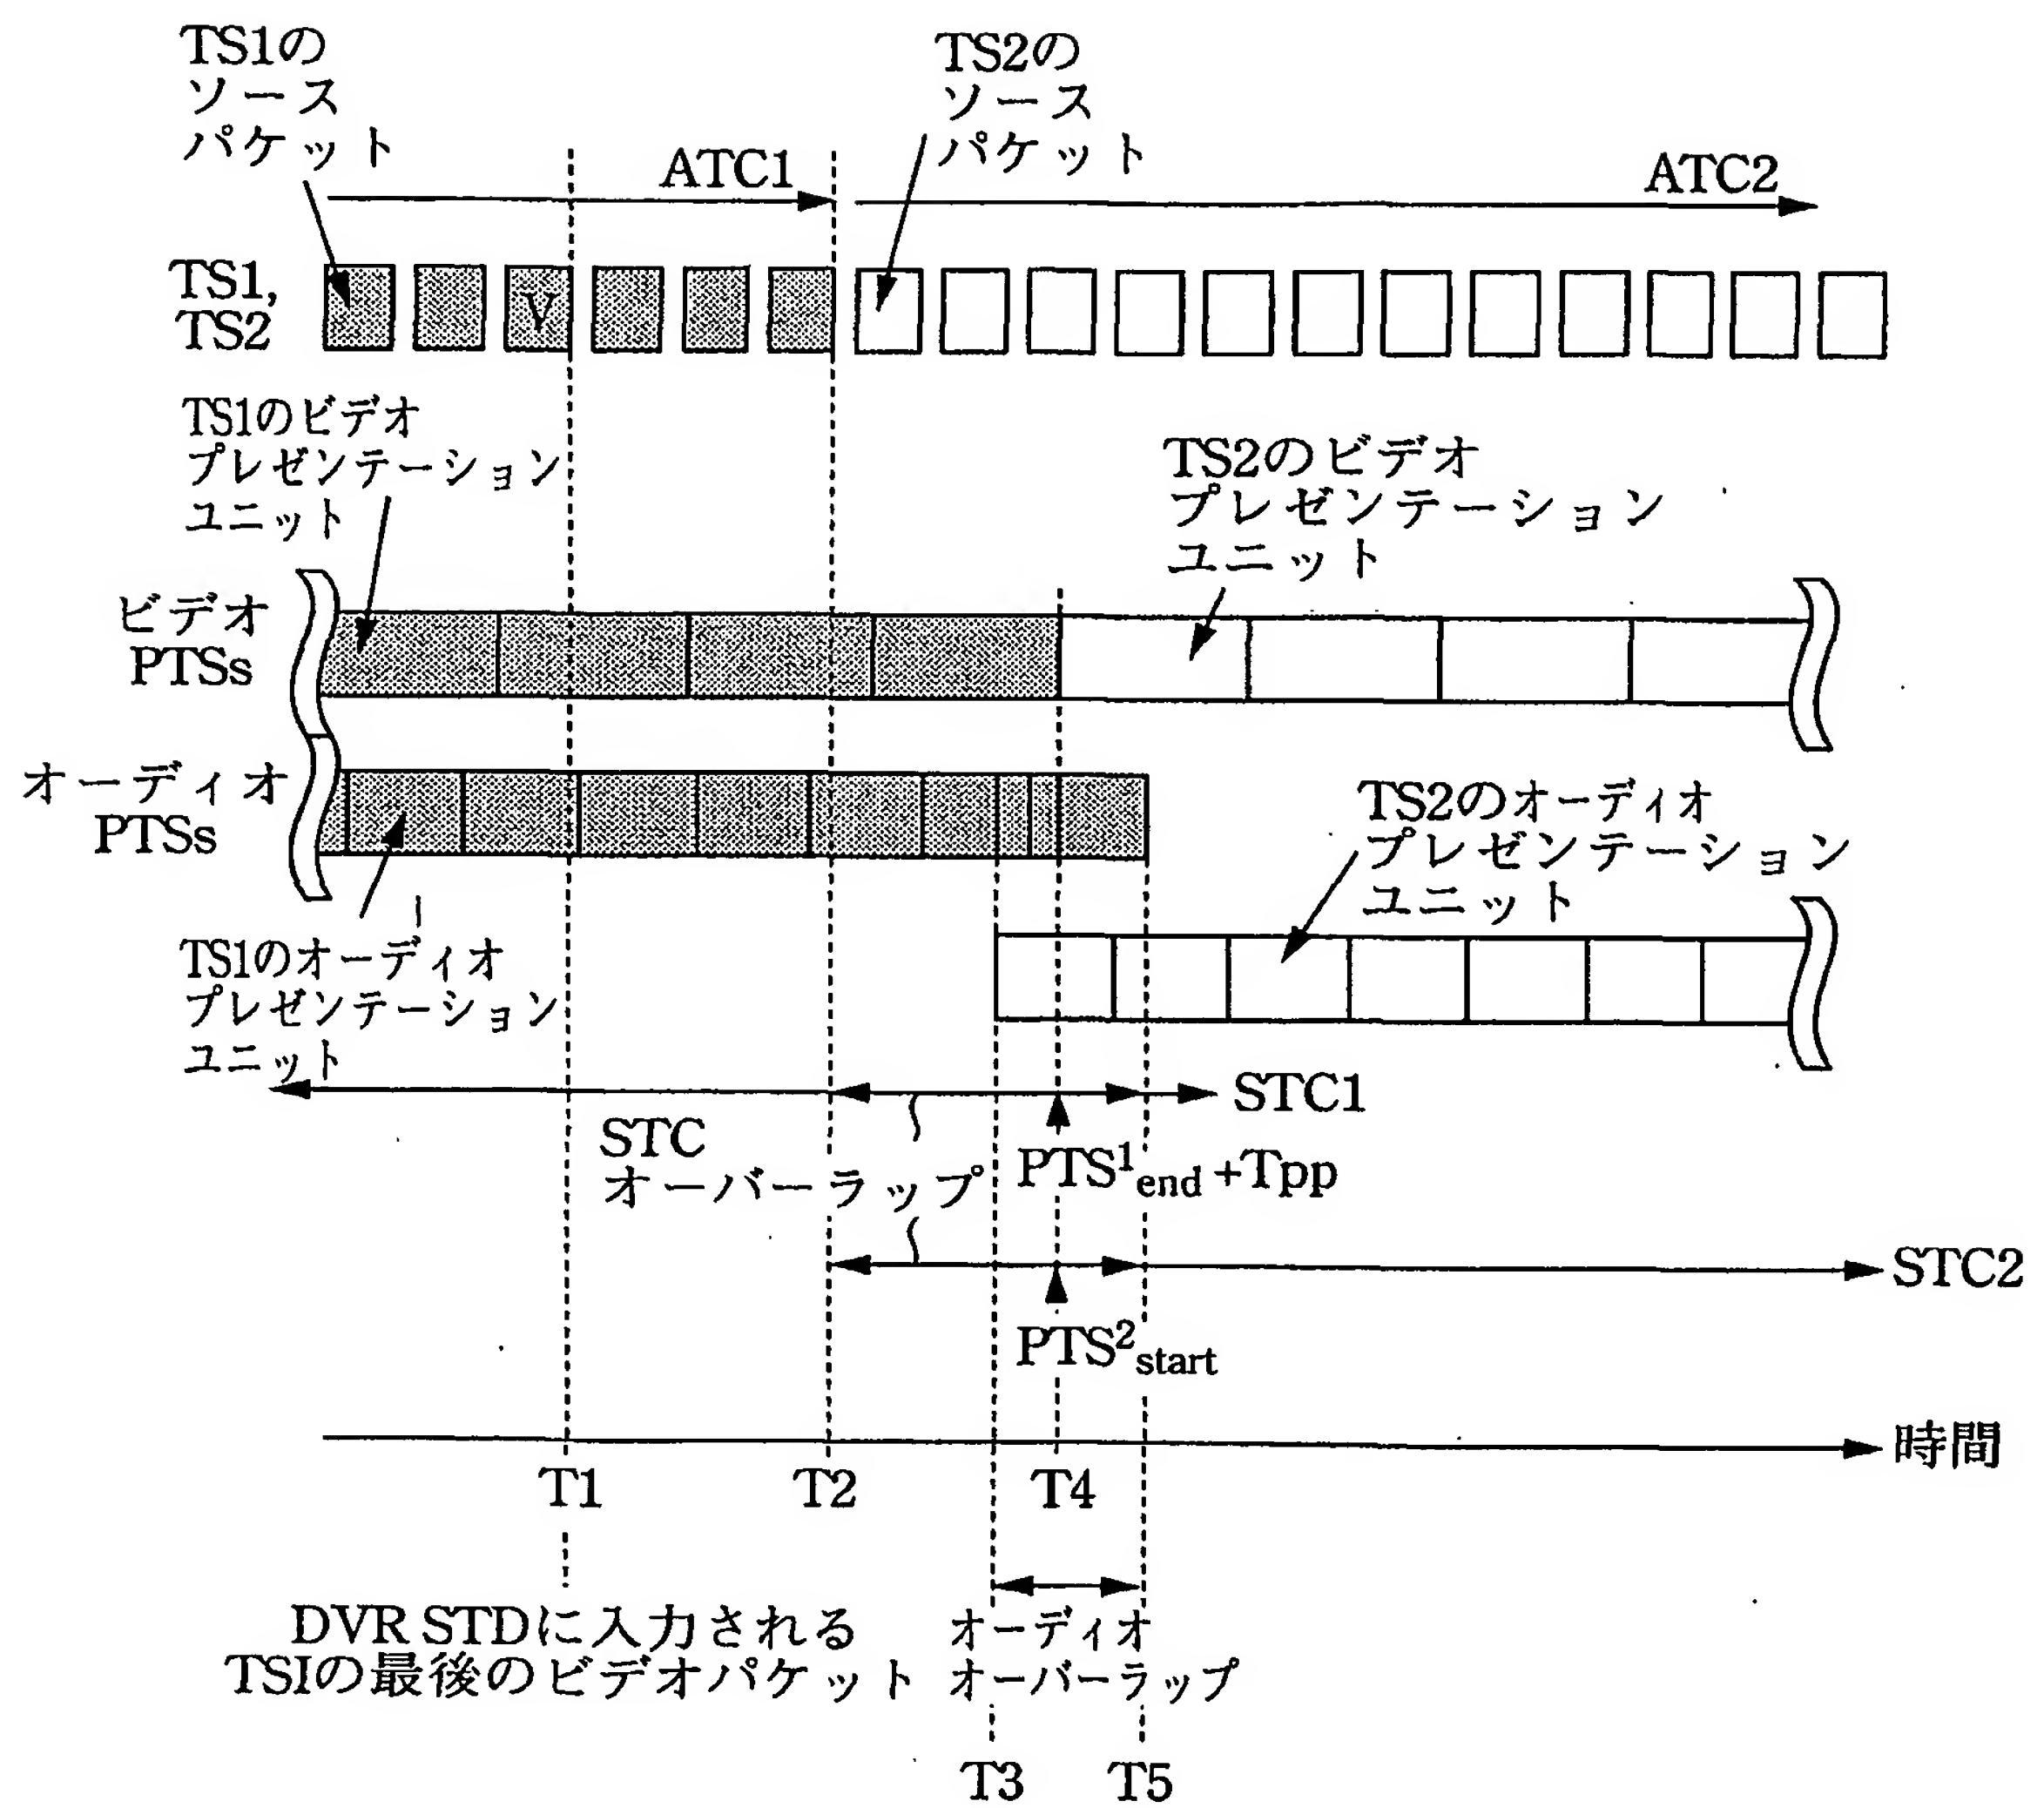 TS1の
ソース
パケット
TS2の
ソース
パケット
ATC1
ATC2
TS1,
TS2
V
TS1のビデオ
プレゼンテーション
ユニット
TS2のビデオ
プレゼンテーション
ユニット
ビデオ
PTSs
オーディオ
PTSs
TS2のオーディオ
プレゼンテーション
ユニット
TS1のオーディオ
プレゼンテーション
ユニット
STC1
STC
オーバーラップ
PTS¹end+Tpp
STC2
PTS²start
時間
T1
T2
T4
DVR STDに入力される
TSIの最後のビデオパケット
オーディオ
オーバーラップ
T3
T5